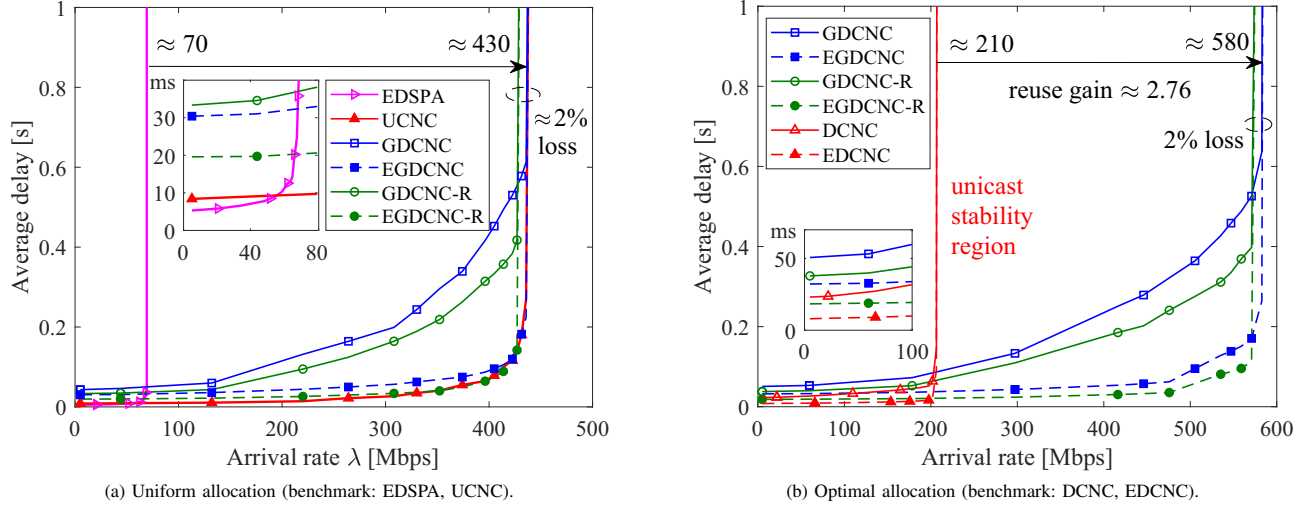 1
0.8
0.6
0.4
0.2
0
Average delay [s]
0
100
200
300
400
500
Arrival rate λ [Mbps]
≈ 70
≈ 430
≈ 2%
loss
ms
30
20
10
0
0
40
80
EDSPA
UCNC
GDCNC
EGDCNC
GDCNC-R
EGDCNC-R
(a) Uniform allocation (benchmark: EDSPA, UCNC).
1
0.8
0.6
0.4
0.2
0
Average delay [s]
0
100
200
300
400
500
600
Arrival rate [Mbps]
GDCNC
EGDCNC
GDCNC-R
EGDCNC-R
DCNC
EDCNC
≈ 210
≈ 580
reuse gain ≈ 2.76
2% loss
unicast
stability
region
ms
50
0
0
100
(b) Optimal allocation (benchmark: DCNC, EDCNC).